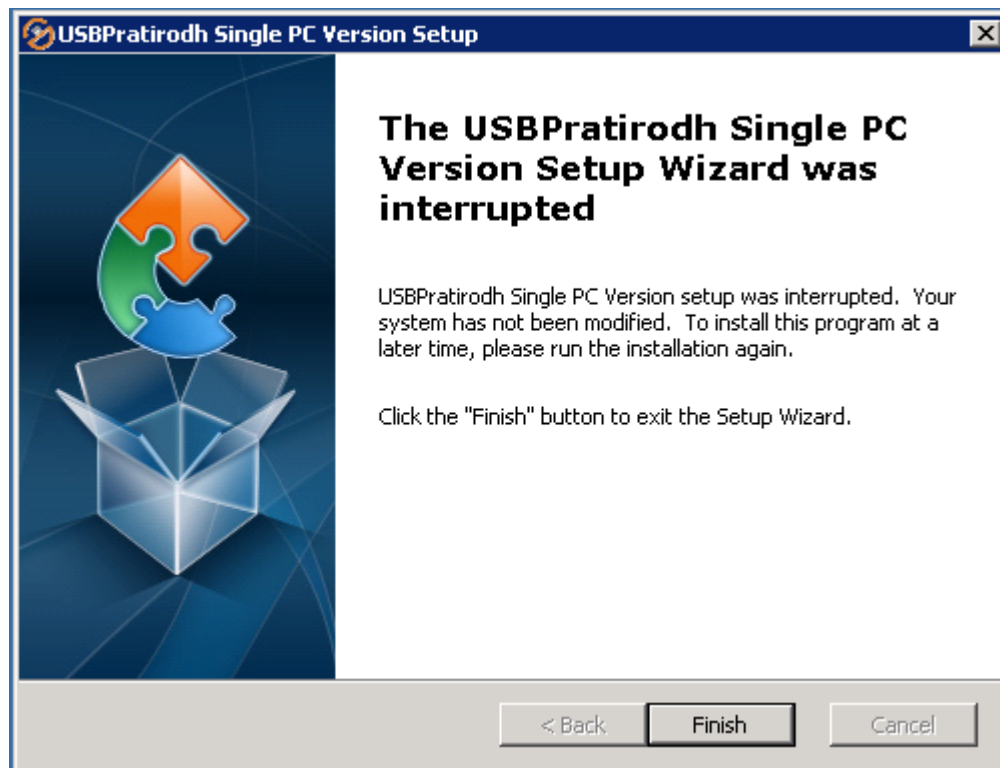 USBPratirodh Single PC Version Setup
The USBPratirodh Single PC
Version Setup Wizard was
interrupted
USBPratirodh Single PC Version setup was interrupted.  Your
system has not been modified.  To install this program at a
later time, please run the installation again.
Click the "Finish" button to exit the Setup Wizard.
< Back
Finish
Cancel